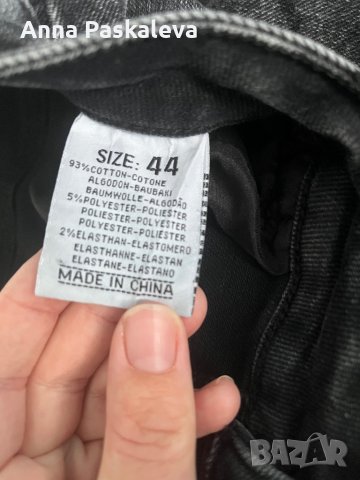 Anna Paskaleva
SIZE: 44
93%COTTON-COTONE
ALGODON-BAUBAKI
BAUMWOLLE-ALGODÃO
5%POLYESTER-POLIESTER
POLIESTER-POLIESTER
POLYESTER-POLIESTER
2%ELASTHAN-ELASTOMERO
ELASTHANNE-ELASTAN
ELASTANE-ELASTANO
MADE IN CHINA
BAZAR